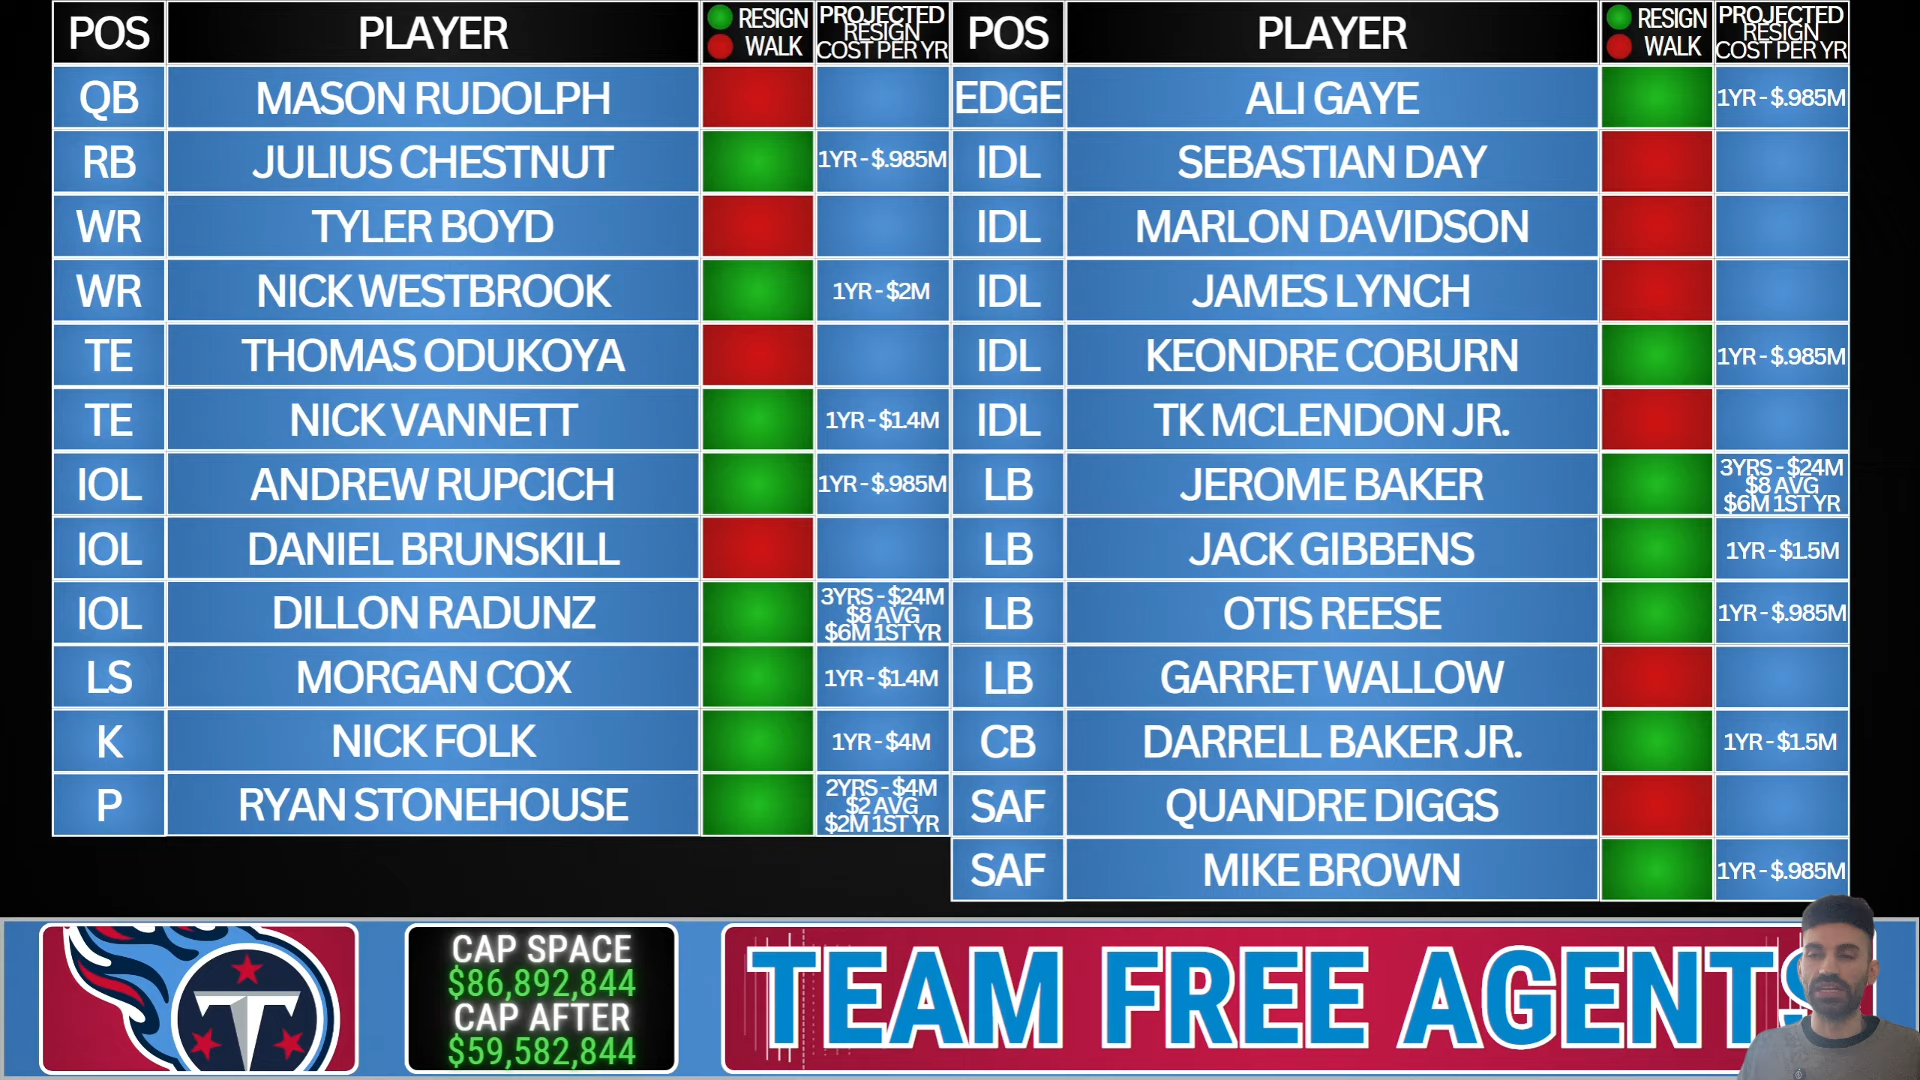 POS PLAYER RESIGN WALK PROJECTED RESIGN COST PER YR
QB MASON RUDOLPH
RB JULIUS CHESTNUT 1YR - $.985M
WR TYLER BOYD
WR NICK WESTBROOK 1YR - $2M
TE THOMAS ODUKOYA
TE NICK VANNETT 1YR - $1.4M
IOL ANDREW RUPCICH 1YR - $.985M
IOL DANIEL BRUNSKILL
IOL DILLON RADUNZ 3YRS - $24M $8 AVG $6M 1ST YR
LS MORGAN COX 1YR - $1.4M
K NICK FOLK 1YR - $4M
P RYAN STONEHOUSE 2YRS - $4M $2 AVG $2M 1ST YR
POS PLAYER RESIGN WALK PROJECTED RESIGN COST PER YR
EDGE ALI GAYE 1YR - $.985M
IDL SEBASTIAN DAY
IDL MARLON DAVIDSON
IDL JAMES LYNCH
IDL KEONDRE COBURN 1YR - $.985M
IDL TK MCLENDON JR.
LB JEROME BAKER 3YRS - $24M $8 AVG $6M 1ST YR
LB JACK GIBBENS 1YR - $1.5M
LB OTIS REESE 1YR - $.985M
LB GARRET WALLOW
CB DARRELL BAKER JR. 1YR - $1.5M
SAF QUANDRE DIGGS
SAF MIKE BROWN 1YR - $.985M
T
CAP SPACE
$86,892,844
CAP AFTER
$59,582,844
TEAM FREE AGENTS